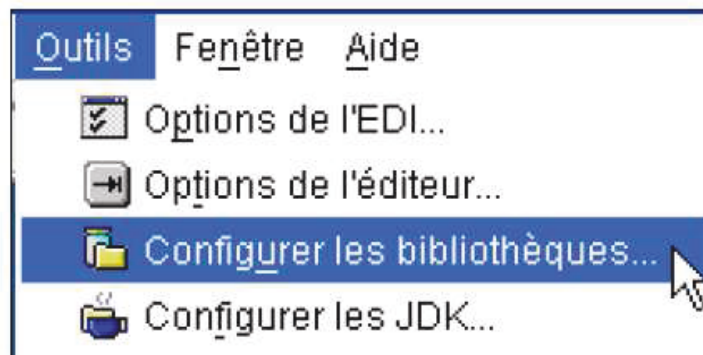 Outils Fenêtre Aide
Options de l'EDI...
Options de l'éditeur...
Configurer les bibliothèques...
Configurer les JDK...